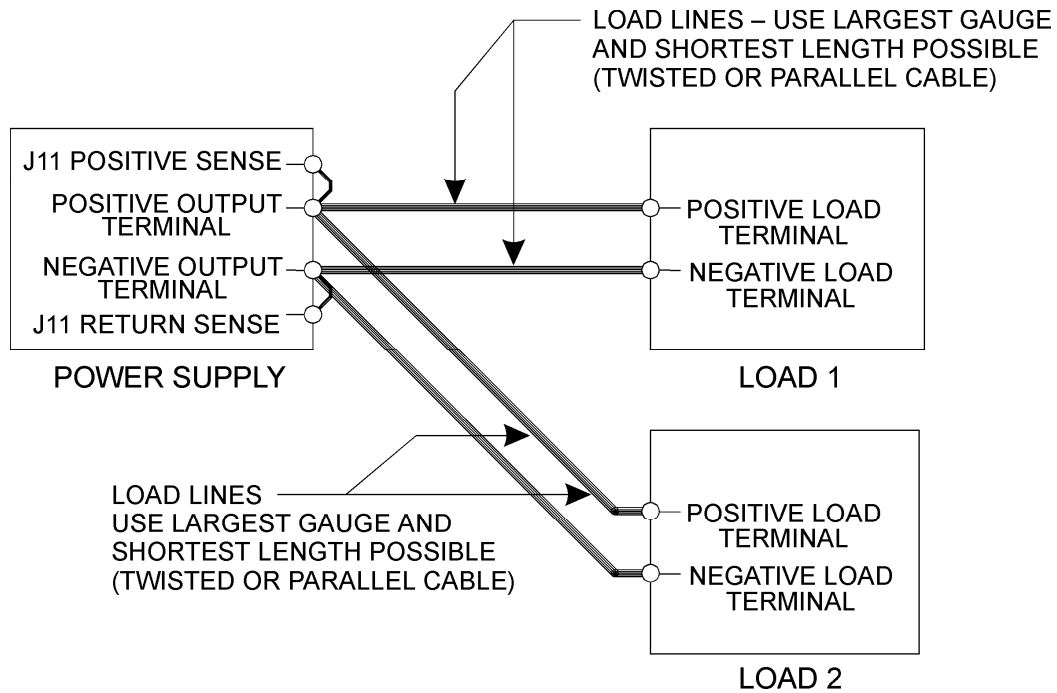 LOAD LINES – USE LARGEST GAUGE
AND SHORTEST LENGTH POSSIBLE
(TWISTED OR PARALLEL CABLE)
J11 POSITIVE SENSE
POSITIVE OUTPUT
TERMINAL
NEGATIVE OUTPUT
TERMINAL
J11 RETURN SENSE
POWER SUPPLY
POSITIVE LOAD
TERMINAL
NEGATIVE LOAD
TERMINAL
LOAD 1
LOAD LINES
USE LARGEST GAUGE AND
SHORTEST LENGTH POSSIBLE
(TWISTED OR PARALLEL CABLE)
POSITIVE LOAD
TERMINAL
NEGATIVE LOAD
TERMINAL
LOAD 2